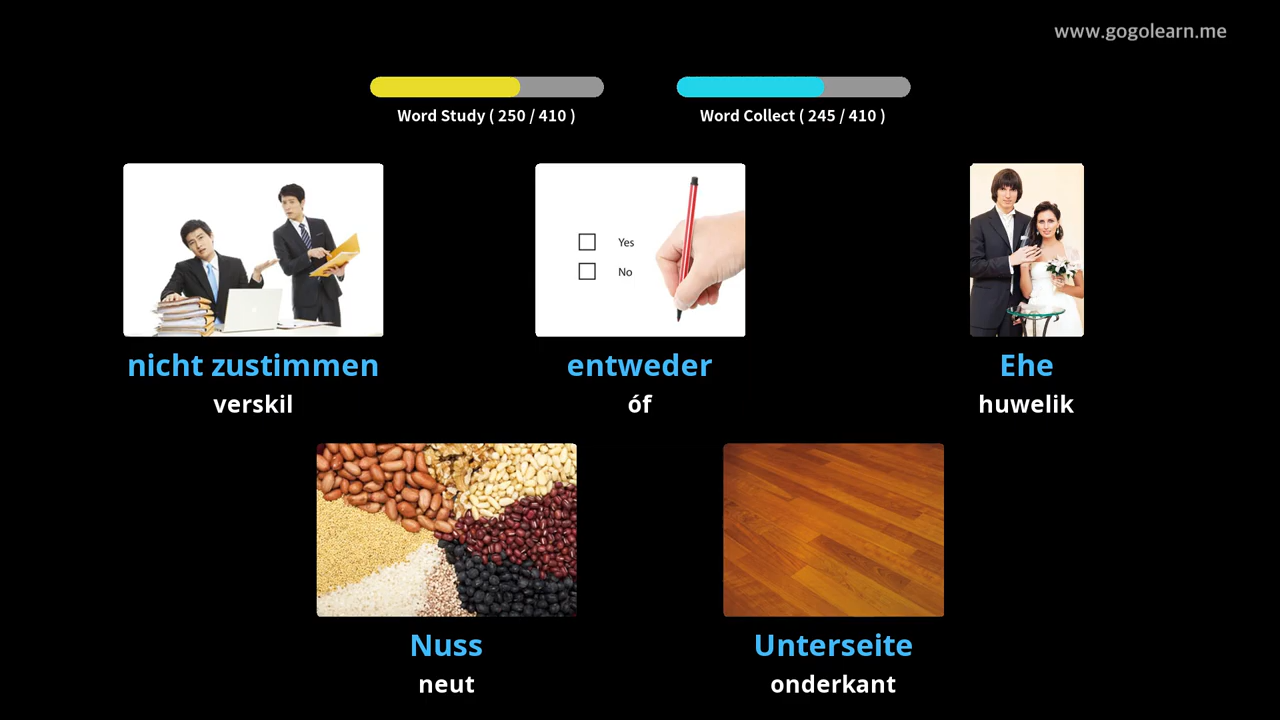 www.gogolearn.me
Word Study ( 250 / 410 )
Word Collect ( 245 / 410 )
Yes
No
nicht zustimmen
verskil
entweder
óf
Ehe
huwelik
Nuss
neut
Unterseite
onderkant